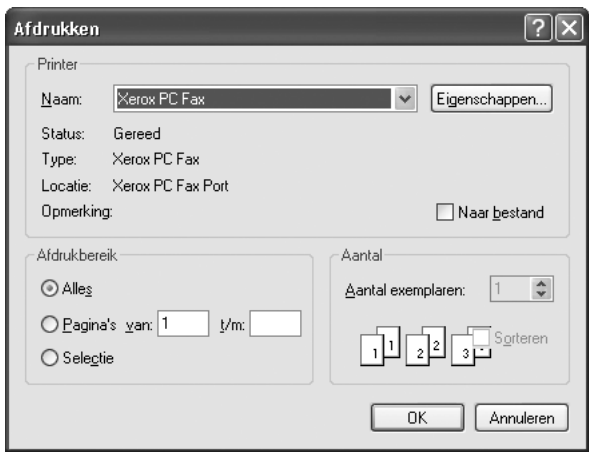 Afdrukken
Printer
Naam: Xerox PC Fax Eigenschappen...
Status: Gereed
Type: Xerox PC Fax
Locatie: Xerox PC Fax Port
Opmerking: Naar bestand
Afdrukbereik
Alles
Pagina's van: 1 t/m:
Selectie
Aantal
Aantal exemplaren: 1
1 1 2 2 3 Sorteren
OK Annuleren